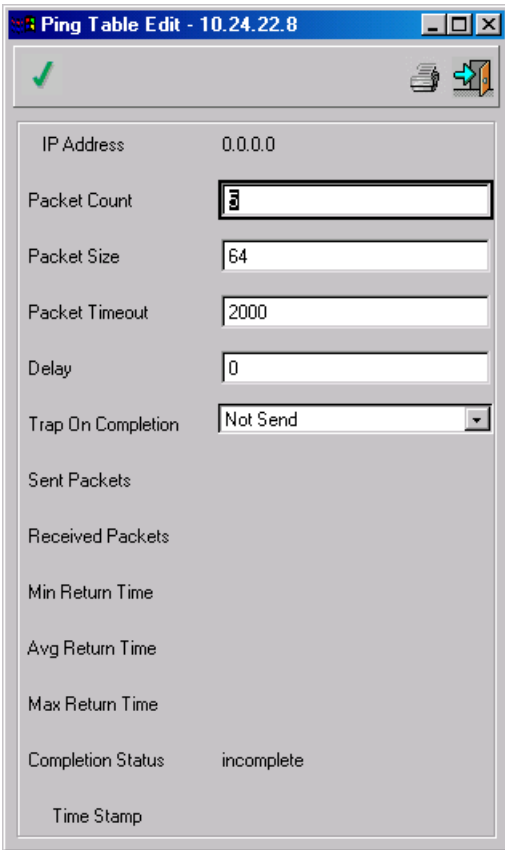 Ping Table Edit - 10.24.22.8
IP Address 0.0.0.0
Packet Count
Packet Size 64
Packet Timeout 2000
Delay 0
Trap On Completion Not Send
Sent Packets
Received Packets
Min Return Time
Avg Return Time
Max Return Time
Completion Status incomplete
Time Stamp